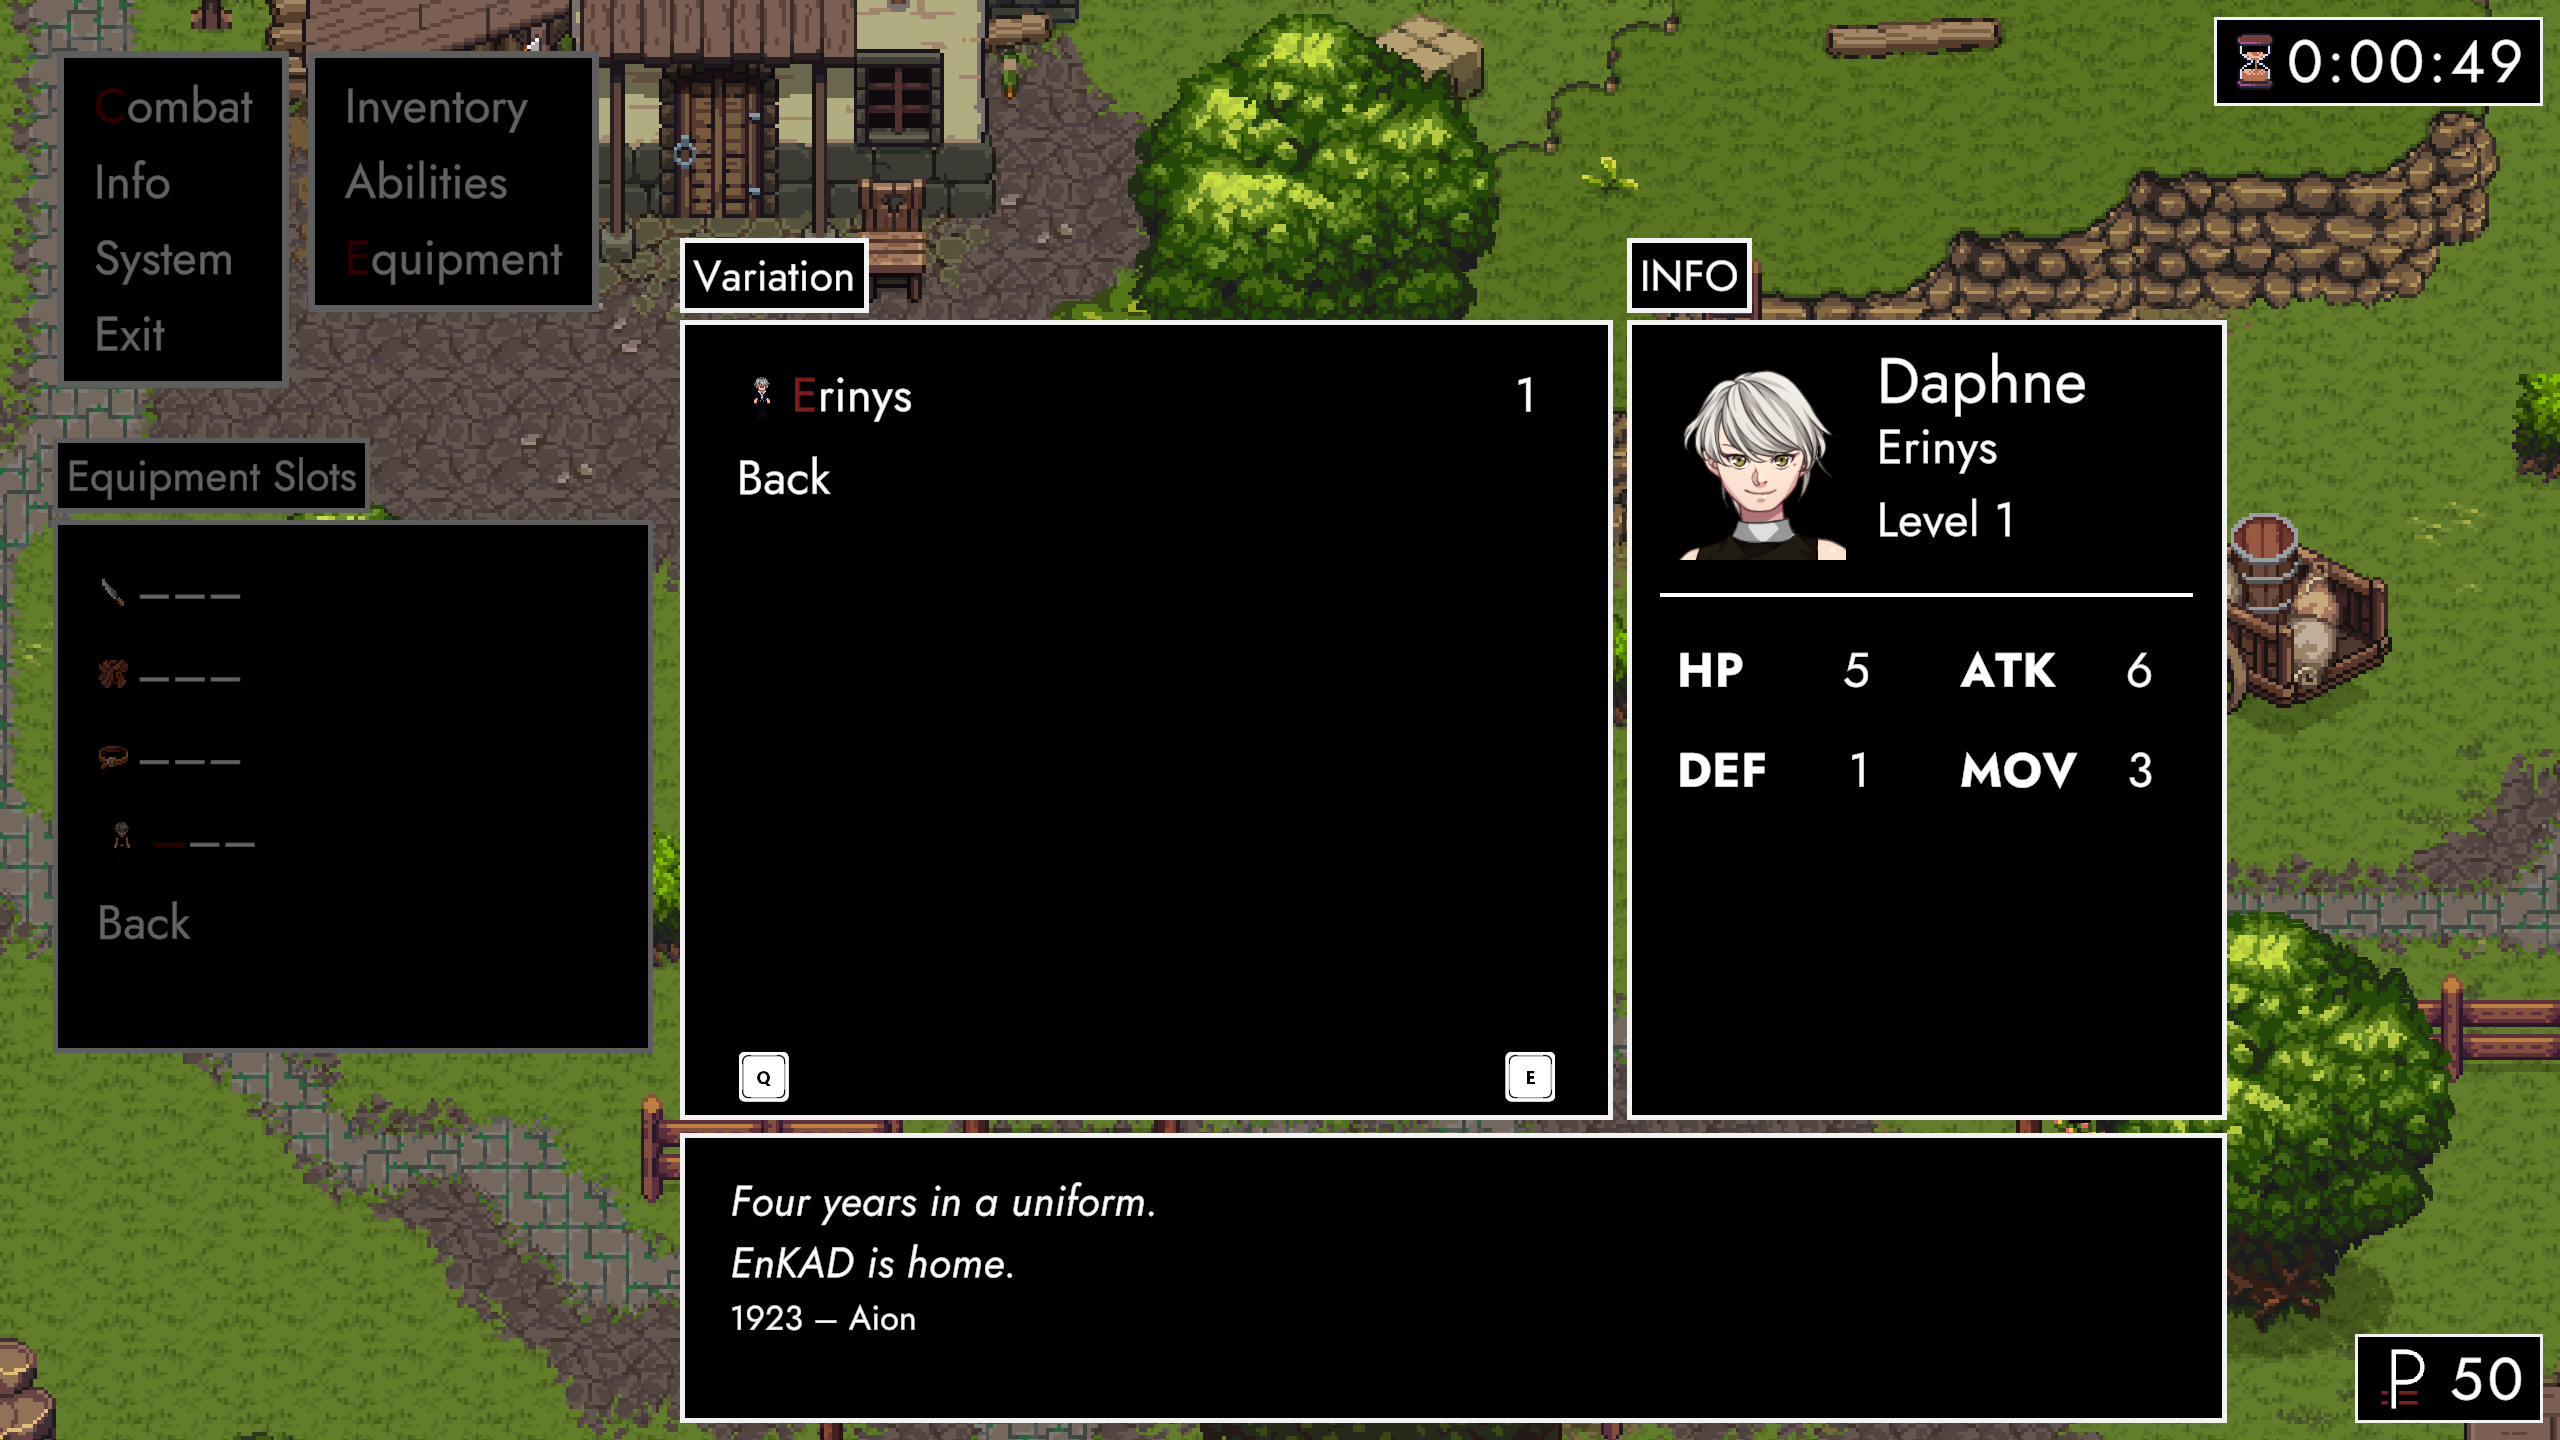 Combat
Info
System
Exit
Inventory
Abilities
Equipment
0:00:49
Equipment Slots
———
———
———
———
Back
Variation
Erinys 1
Back
Q E
INFO
Daphne
Erinys
Level 1
HP 5 ATK 6
DEF 1 MOV 3
Four years in a uniform.
EnKAD is home.
1923 – Aion
P 50